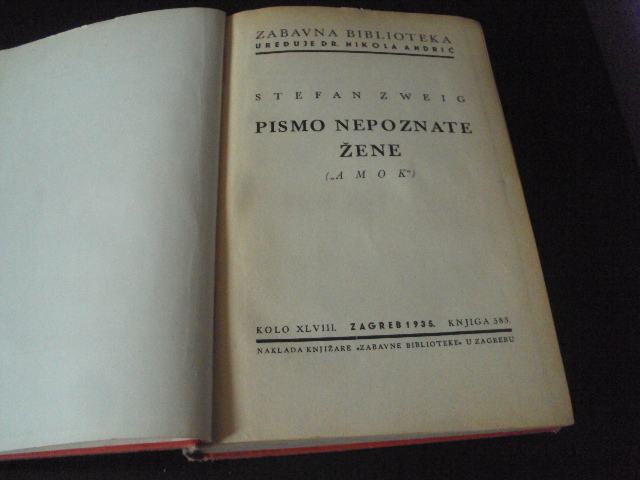 ZABAVNA BIBLIOTEKA
UREĐUJE DR. NIKOLA ANDRIĆ
STEFAN ZWEIG
PISMO NEPOZNATE
ŽENE
(„AMOK“)
KOLO XLVIII. ZAGREB 1935. KNJIGA 585.
NAKLADA KNJIŽARE »ZABAVNE BIBLIOTEKE« U ZAGREBU